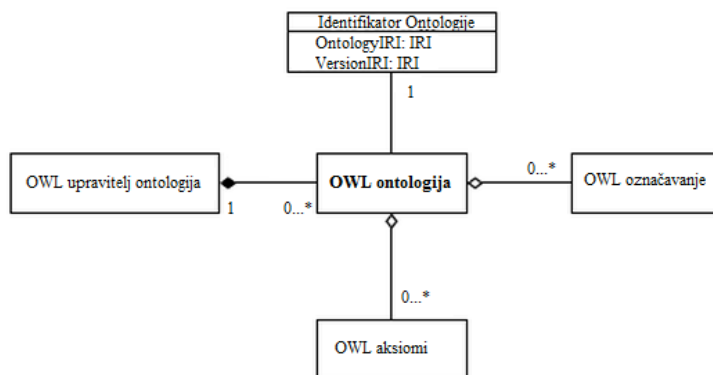 Identifikator Ontologije
OntologyIRI: IRI
VersionIRI: IRI
1
OWL upravitelj ontologija
1
0...*
OWL ontologija
0...*
OWL označavanje
0...*
OWL aksiomi